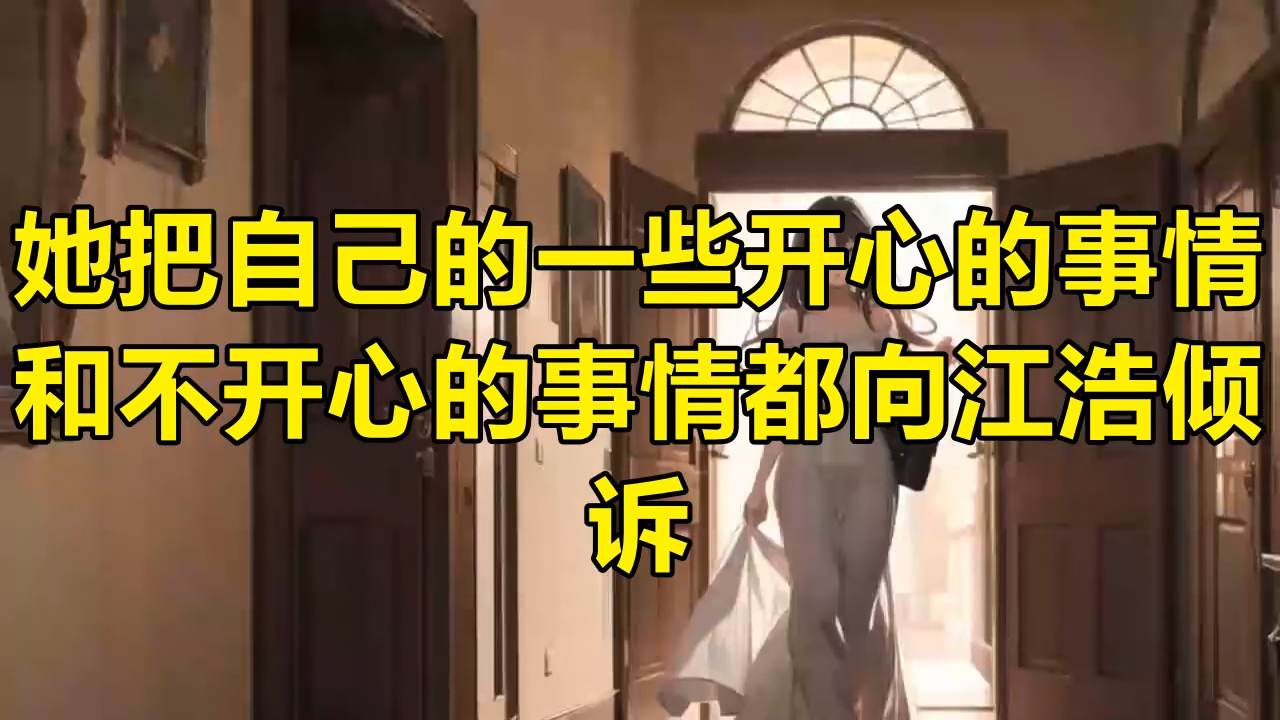 她把自己的一些开心的事情
和不开心的事情都向江浩倾
诉